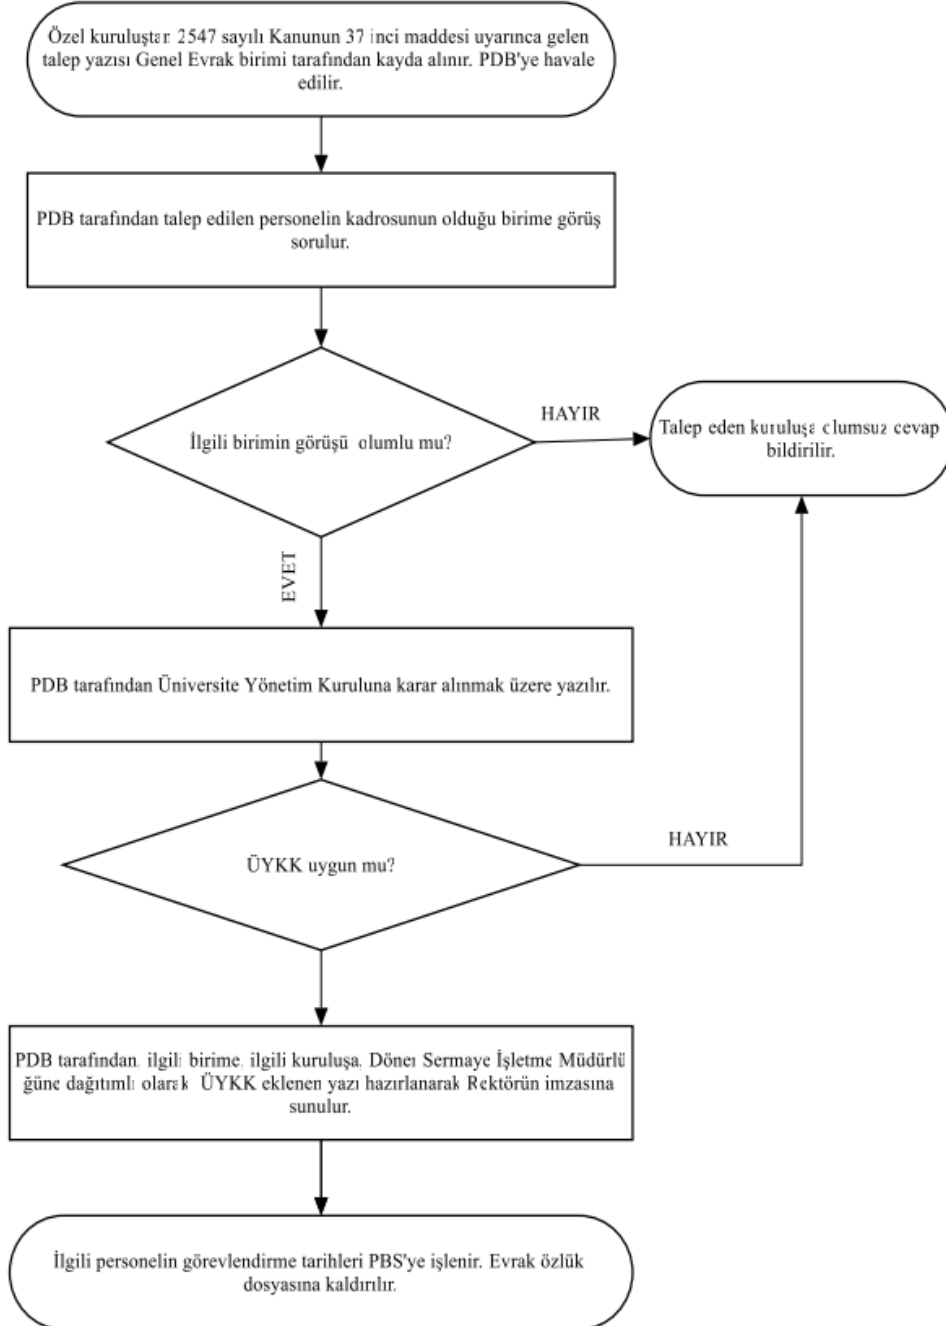 Özel kuruluştan 2547 sayılı Kanunun 37 inci maddesi uyarınca gelen
talep yazısı Genel Evrak birimi tarafından kayda alınır. PDB'ye havale
edilir.
PDB tarafından talep edilen personelin kadrosunun olduğu birime görüş
sorulur.
İlgili birimin görüşü olumlu mu?
HAYIR
Talep eden kuruluşa olumsuz cevap
bildirilir.
EVET
PDB tarafından Üniversite Yönetim Kuruluna karar alınmak üzere yazılır.
ÜYKK uygun mu?
HAYIR
PDB tarafından, ilgili birime, ilgili kuruluşa, Döner Sermaye İşletme Müdürlü
ğüne dağıtımlı olarak ÜYKK eklenen yazı hazırlanarak Rektörün imzasına
sunulur.
İlgili personelin görevlendirme tarihleri PBS'ye işlenir. Evrak özlük
dosyasına kaldırılır.